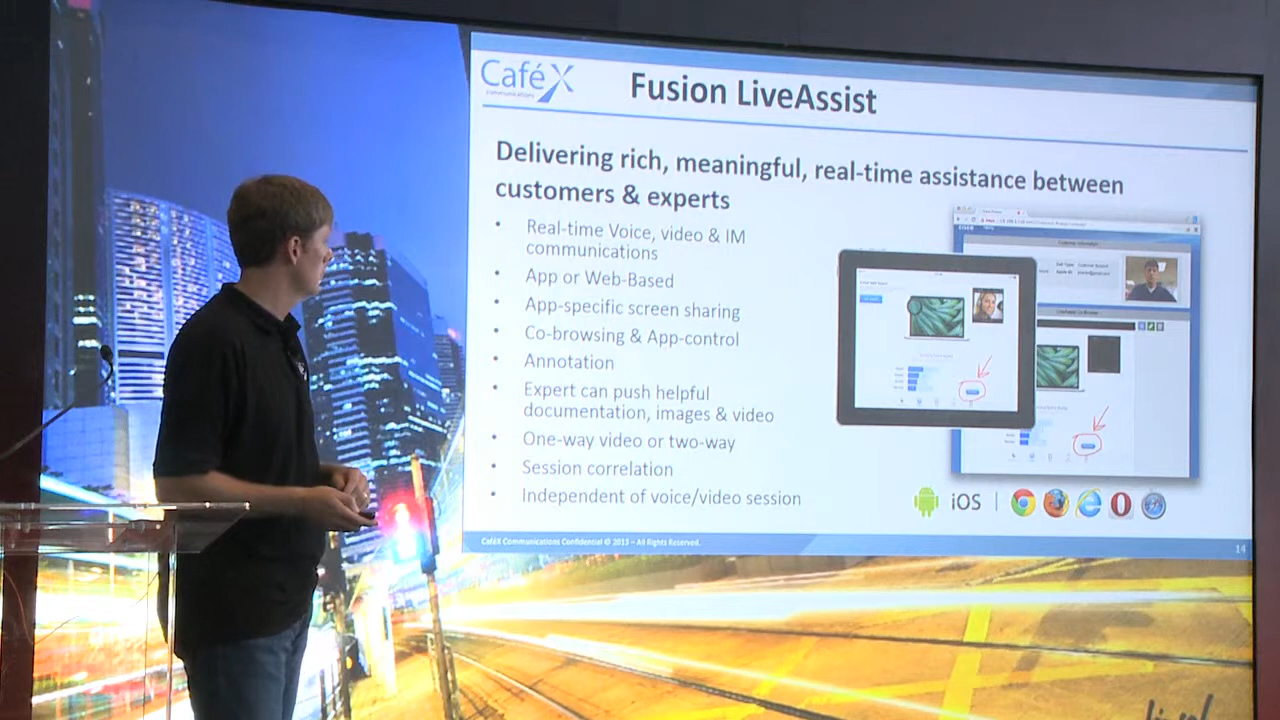 CaféX
communications
Fusion LiveAssist
Delivering rich, meaningful, real-time assistance between
customers & experts
• Real-time Voice, video & IM
communications
• App or Web-Based
• App-specific screen sharing
• Co-browsing & App-control
• Annotation
• Expert can push helpful
documentation, images & video
• One-way video or two-way
• Session correlation
• Independent of voice/video session
iOS |
CaféX Communications Confidential © 2013 – All Rights Reserved.
14